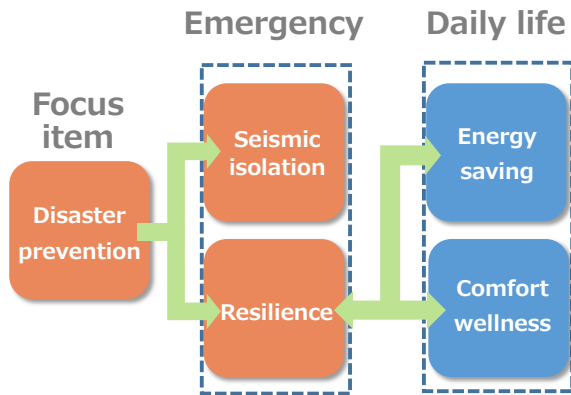 Emergency
Daily life
Focus
item
Disaster
prevention
Seismic
isolation
Resilience
Energy
saving
Comfort
wellness